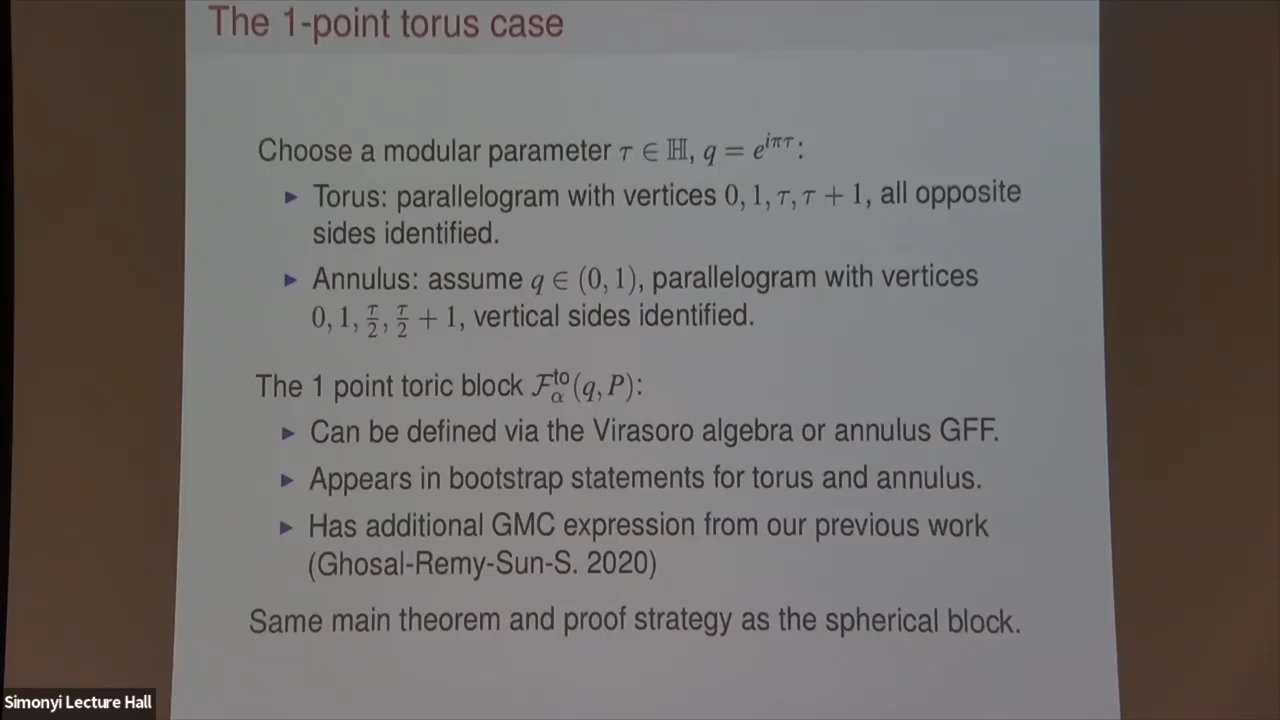 The 1-point torus case
Choose a modular parameter τ ∈ ℍ, q = e^{iπτ}:
▶ Torus: parallelogram with vertices 0, 1, τ, τ + 1, all opposite
sides identified.
▶ Annulus: assume q ∈ (0, 1), parallelogram with vertices
0, 1, τ/2, τ/2 + 1, vertical sides identified.
The 1 point toric block ℱ_α^{to}(q, P):
▶ Can be defined via the Virasoro algebra or annulus GFF.
▶ Appears in bootstrap statements for torus and annulus.
▶ Has additional GMC expression from our previous work
(Ghosal-Remy-Sun-S. 2020)
Same main theorem and proof strategy as the spherical block.
Simonyi Lecture Hall